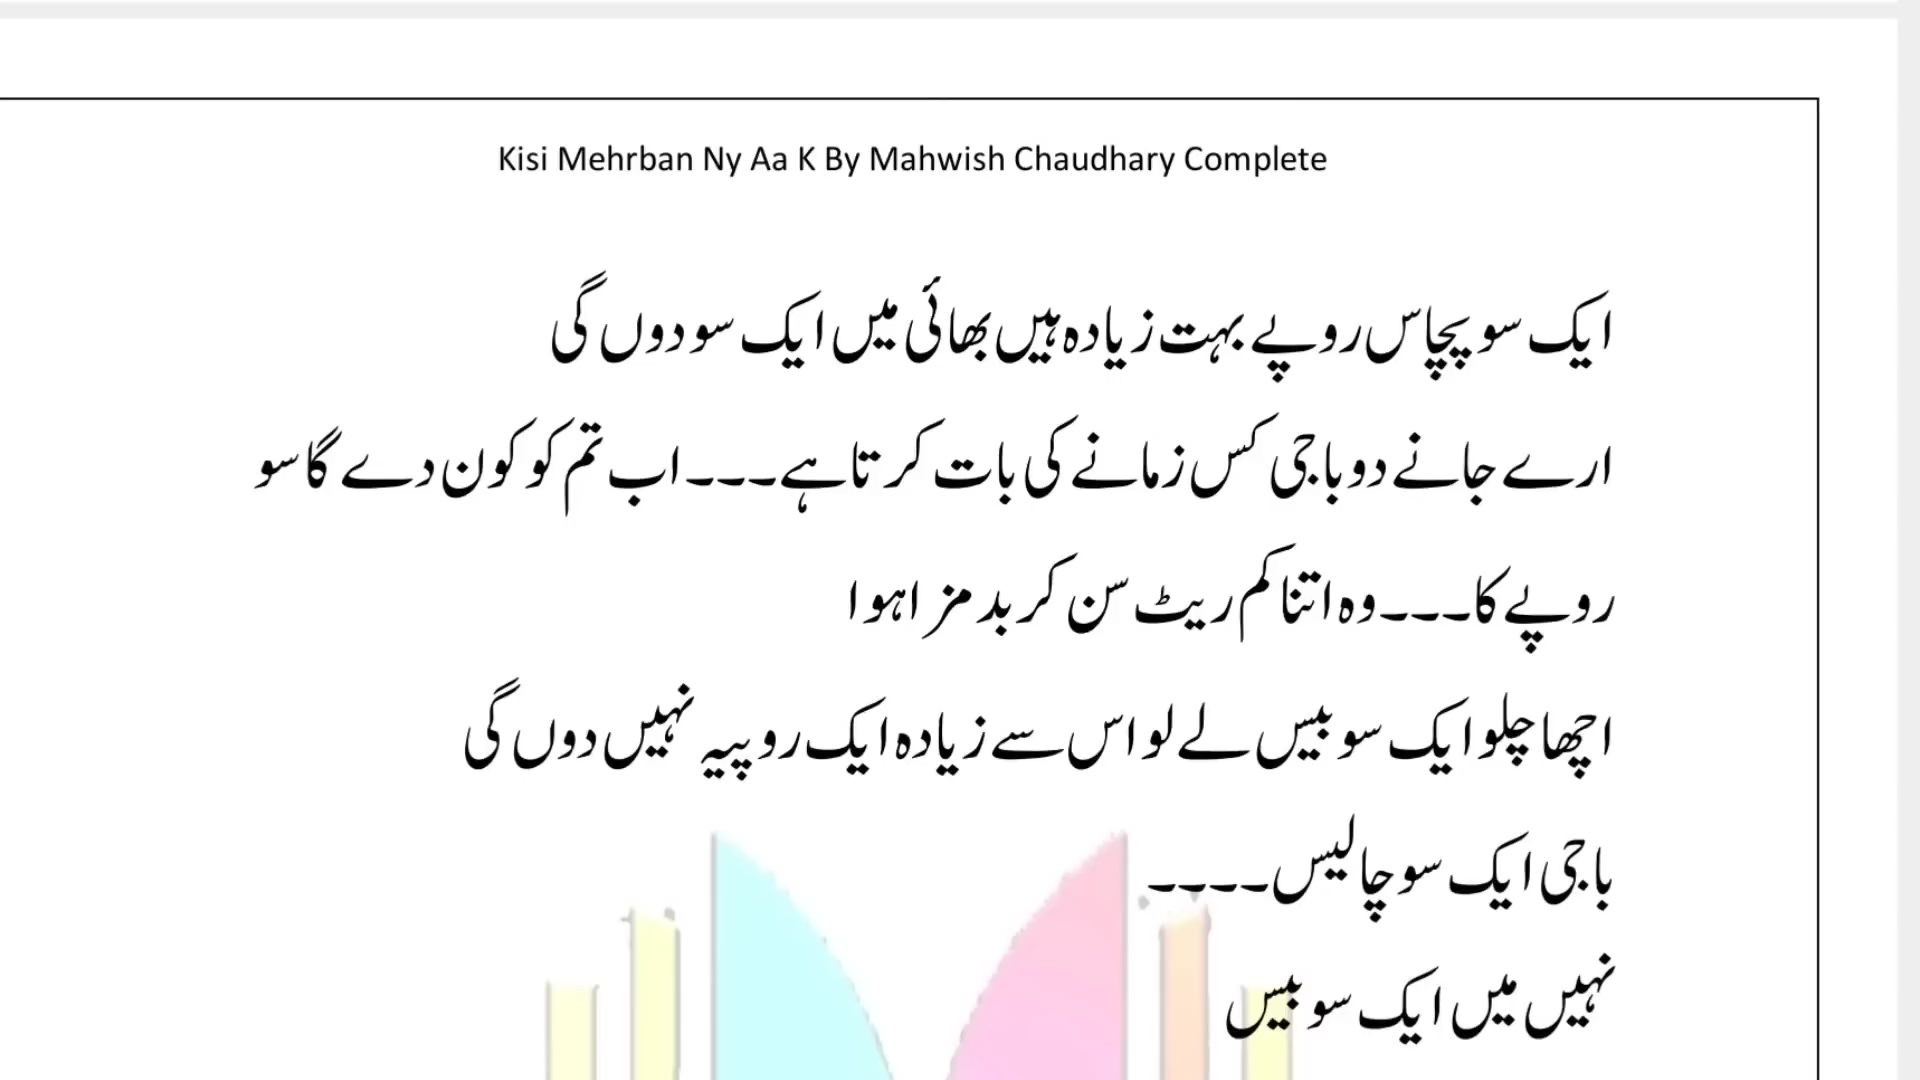 Kisi Mehrban Ny Aa K By Mahwish Chaudhary Complete
ایک سو پچاس روپے بہت زیادہ ہیں بھائی میں ایک سو دوں گی
ارے جانے دو باجی کس زمانے کی بات کرتا ہے۔۔۔اب تم کو کون دے گا سو
روپے کا۔۔۔وہ اتنا کم ریٹ سن کر بدمزا ہوا
اچھا چلو ایک سو بیس لے لو اس سے زیادہ ایک روپیہ نہیں دوں گی
باجی ایک سو چالیس۔۔۔۔
نہیں میں ایک سو بیس